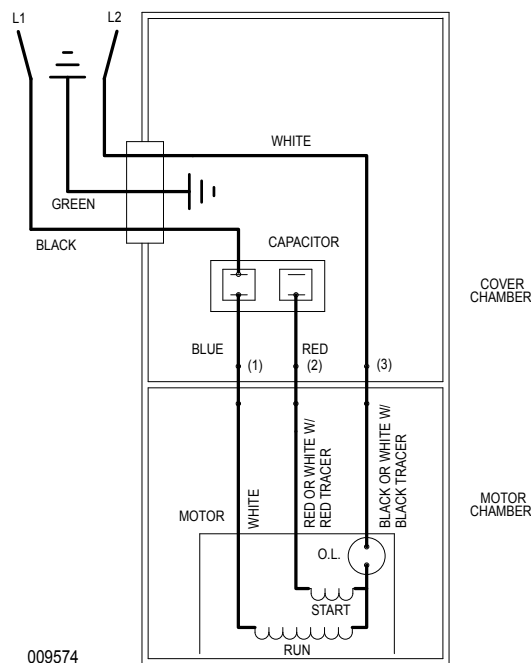 L1
L2
WHITE
GREEN
BLACK
CAPACITOR
COVER
CHAMBER
BLUE
RED
(1)
(2)
(3)
WHITE
RED OR WHITE W/
RED TRACER
BLACK OR WHITE W/
BLACK TRACER
MOTOR
CHAMBER
MOTOR
O.L.
START
RUN
009574